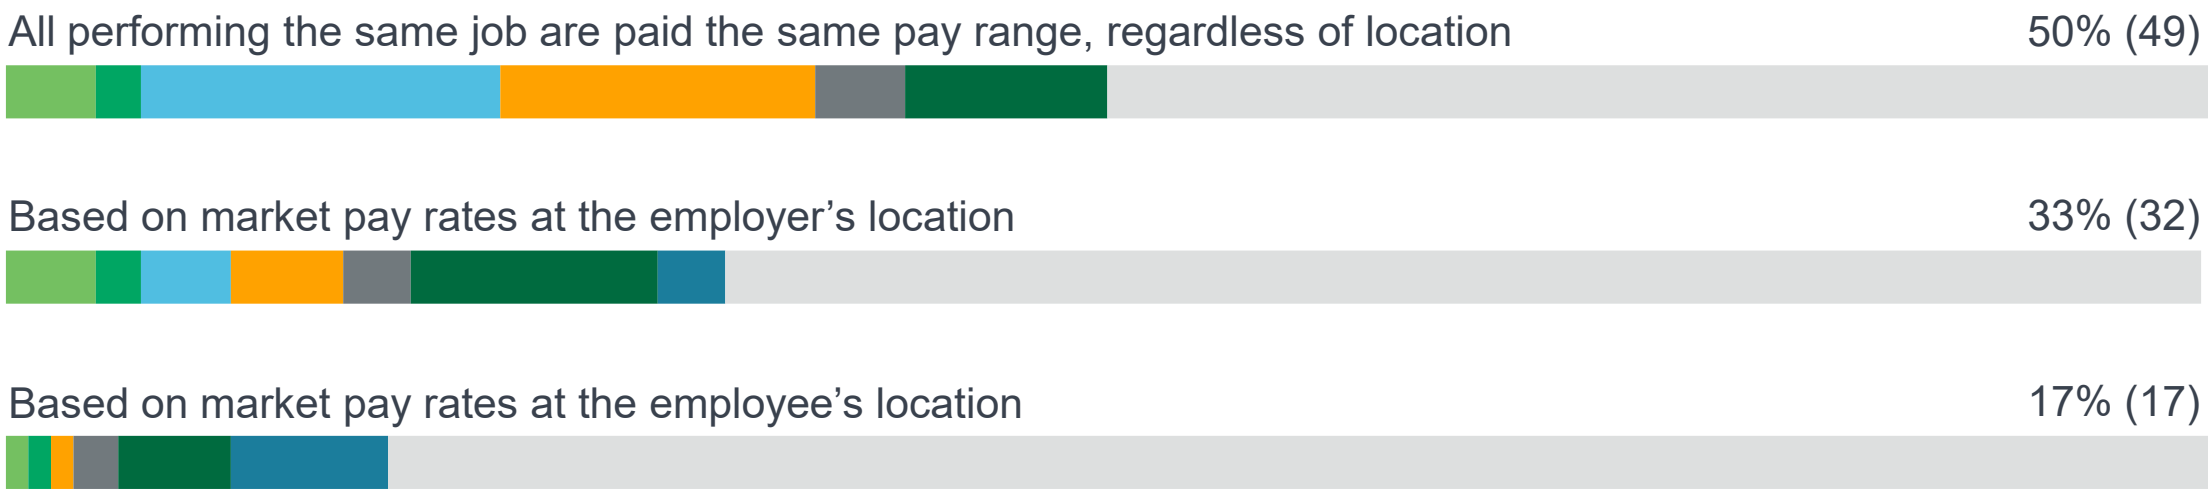 All performing the same job are paid the same pay range, regardless of location 50% (49)
Based on market pay rates at the employer’s location 33% (32)
Based on market pay rates at the employee’s location 17% (17)